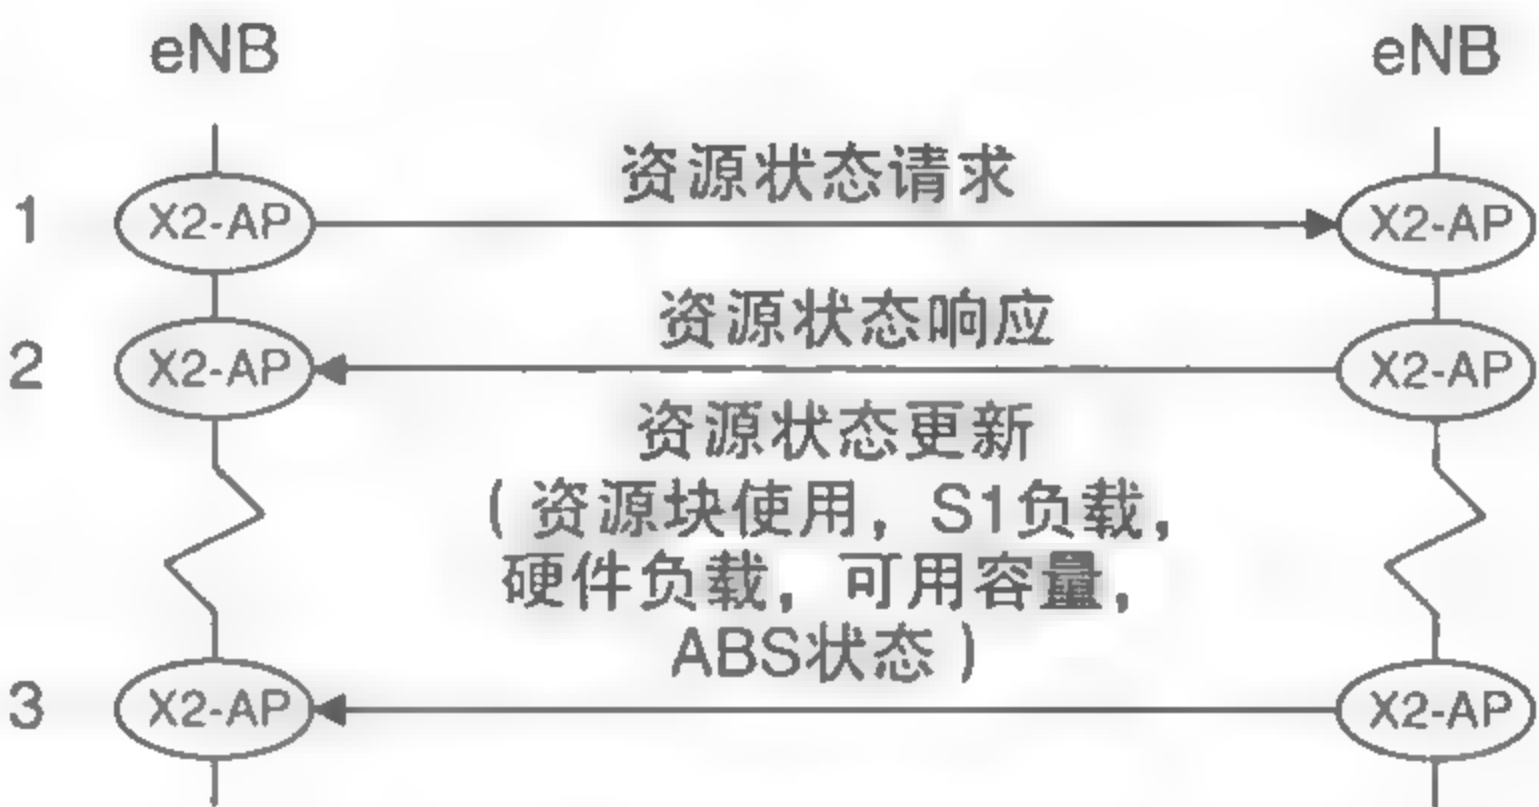 eNB
eNB
资源状态请求
1
X2-AP
X2-AP
资源状态响应
2
X2-AP
X2-AP
资源状态更新
(资源块使用，S1负载，
硬件负载，可用容量，
ABS状态)
3
X2-AP
X2-AP